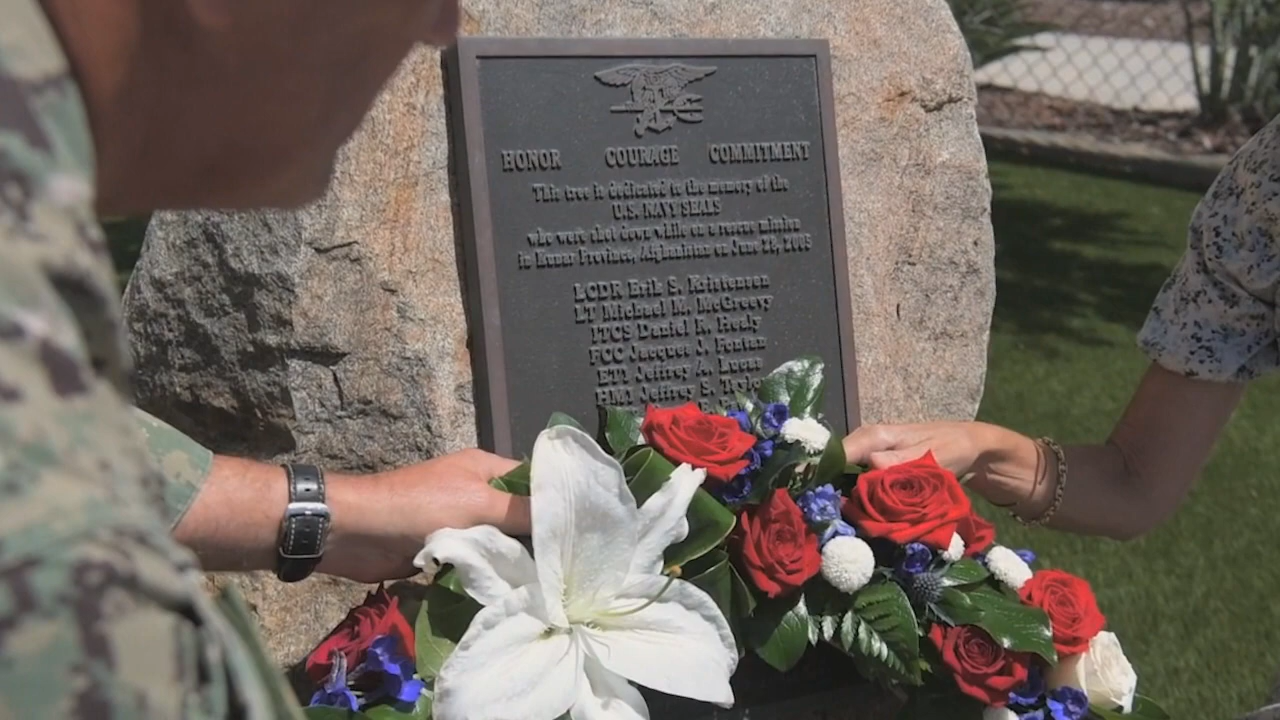 HONOR COURAGE COMMITMENT
This tree is dedicated to the memory of the
U.S. NAVY SEALS
who were shot down while on a rescue mission
in Kunar Province, Afghanistan on June 28, 2005
LCDR Erik S. Kristensen
LT Michael M. McGreevy
ITCS Daniel R. Healy
FCC Jacques J. Fontan
ET1 Jeffrey A. Lucas
HM1 Jeffrey S. Taylor